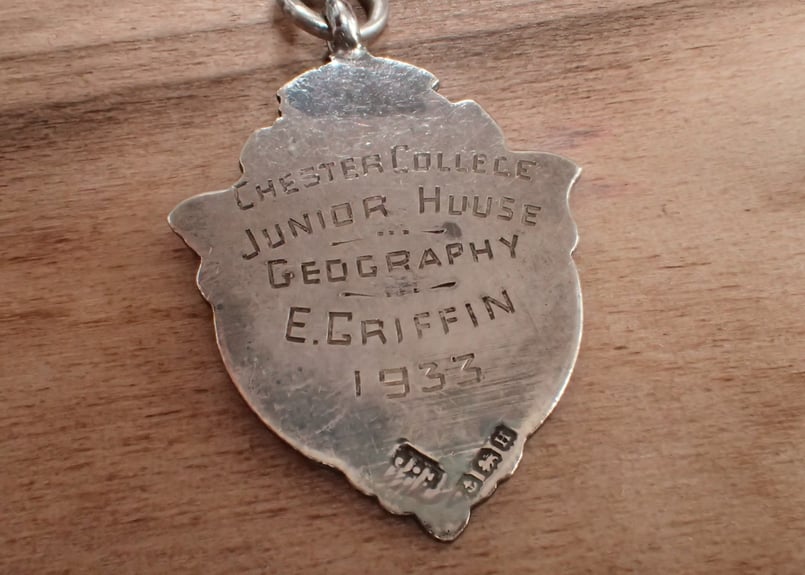 CHESTER COLLEGE
JUNIOR HOUSE
GEOGRAPHY
E.GRIFFIN
1933
H